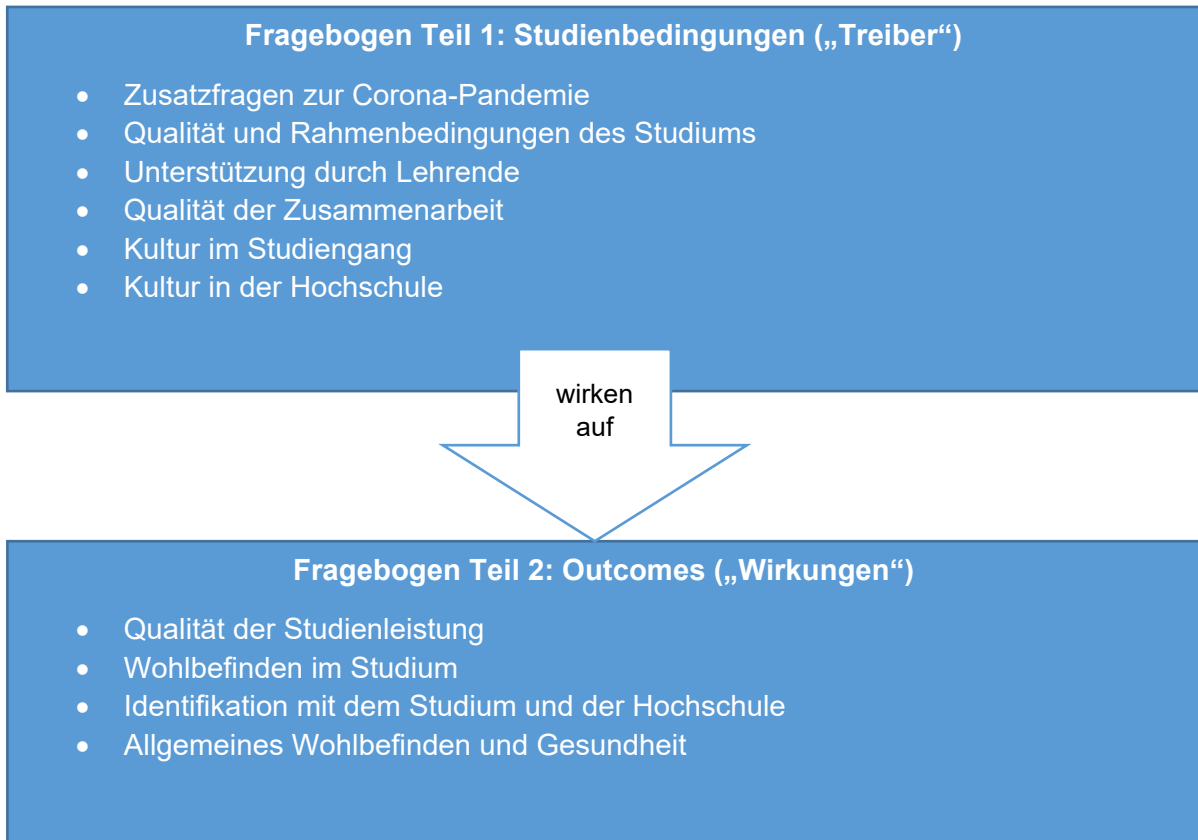 Fragebogen Teil 1: Studienbedingungen („Treiber“)
• Zusatzfragen zur Corona-Pandemie
• Qualität und Rahmenbedingungen des Studiums
• Unterstützung durch Lehrende
• Qualität der Zusammenarbeit
• Kultur im Studiengang
• Kultur in der Hochschule
wirken
auf
Fragebogen Teil 2: Outcomes („Wirkungen“)
• Qualität der Studienleistung
• Wohlbefinden im Studium
• Identifikation mit dem Studium und der Hochschule
• Allgemeines Wohlbefinden und Gesundheit